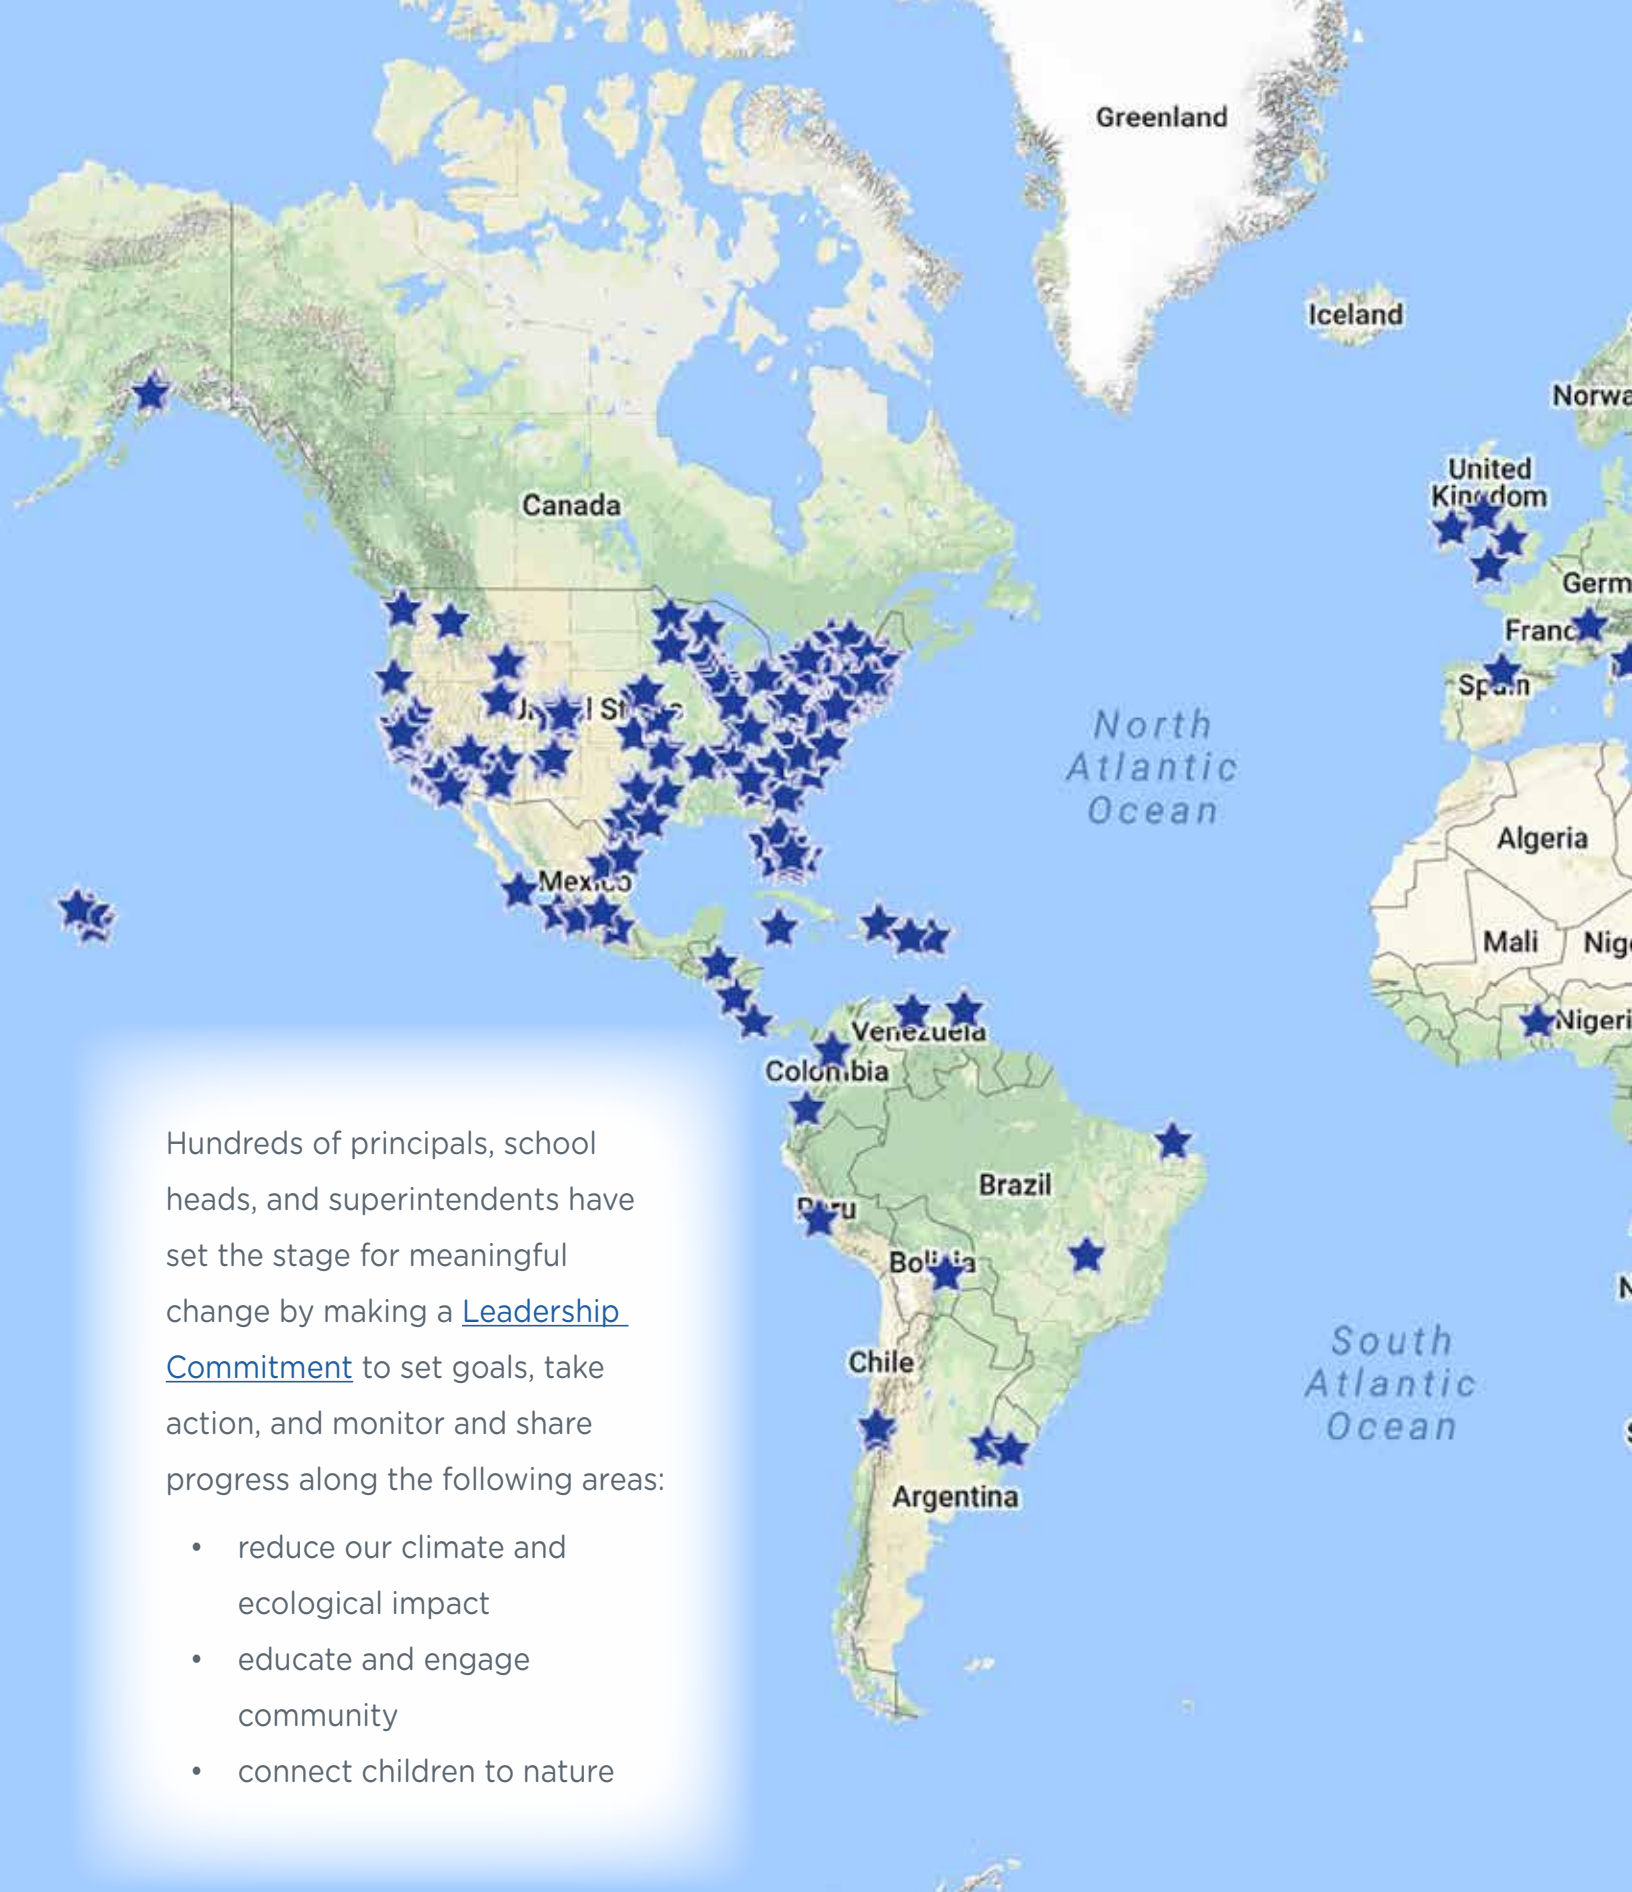 Greenland
Iceland
Canada
United
Kingdom
Spain
North
Atlantic
Ocean
Algeria
Mexico
Mali
Venezuela
Colombia
Brazil
Peru
Bolivia
Chile
South
Atlantic
Ocean
Argentina
Hundreds of principals, school
heads, and superintendents have
set the stage for meaningful
change by making a Leadership
Commitment to set goals, take
action, and monitor and share
progress along the following areas:
• reduce our climate and
ecological impact
• educate and engage
community
• connect children to nature